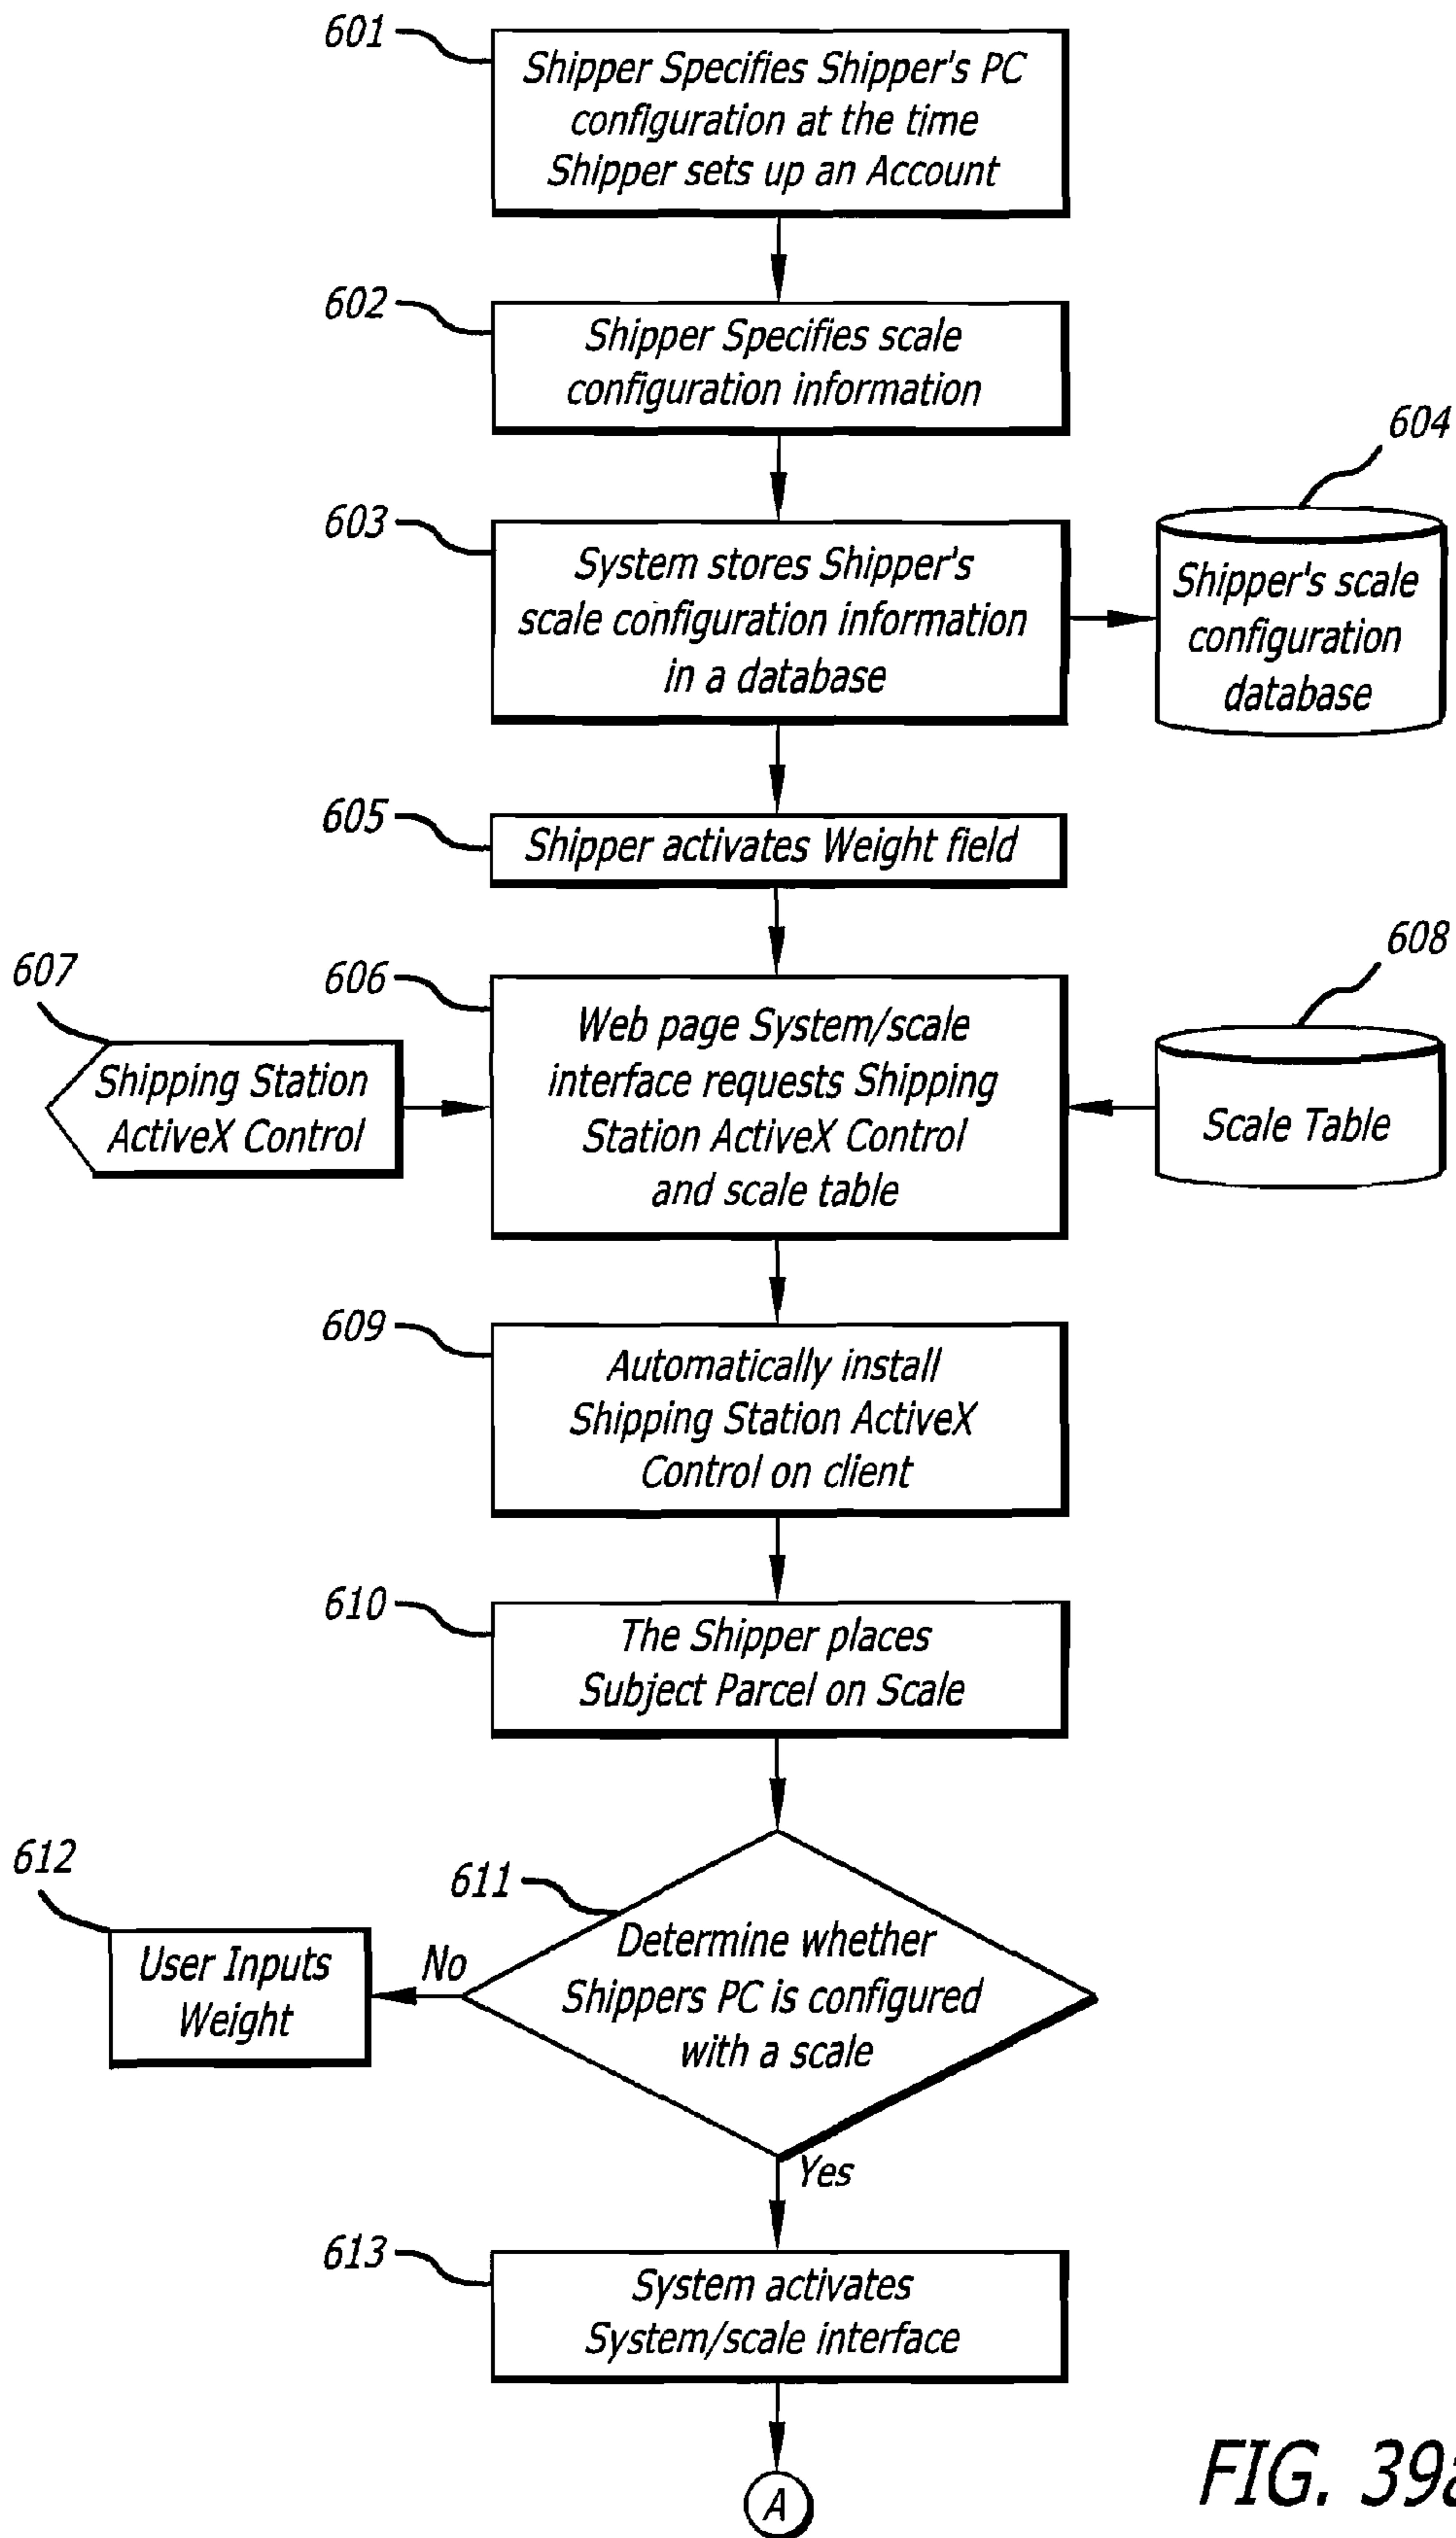 601
Shipper Specifies Shipper's PC
configuration at the time
Shipper sets up an Account
602
Shipper Specifies scale
configuration information
603
System stores Shipper's
scale configuration information
in a database
604
Shipper's scale
configuration
database
605
Shipper activates Weight field
606
Web page System/scale
interface requests Shipping
Station ActiveX Control
and scale table
607
Shipping Station
ActiveX Control
608
Scale Table
609
Automatically install
Shipping Station ActiveX
Control on client
610
The Shipper places
Subject Parcel on Scale
611
Determine whether
Shippers PC is configured
with a scale
No
612
User Inputs
Weight
Yes
613
System activates
System/scale interface
A
FIG. 39a